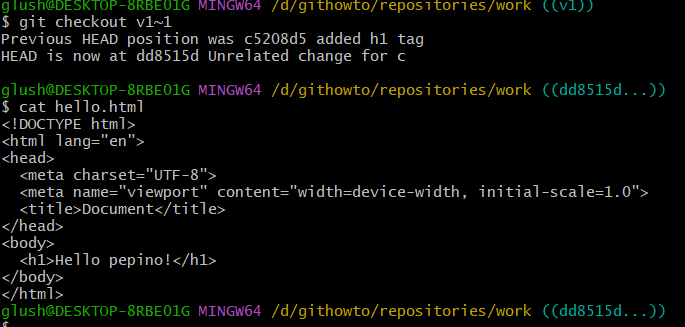 glush@DESKTOP-8RBEO1G MINGW64 /d/githowto/repositories/work ((v1))
$ git checkout v1~1
Previous HEAD position was c5208d5 added h1 tag
HEAD is now at dd8515d Unrelated change for c

glush@DESKTOP-8RBEO1G MINGW64 /d/githowto/repositories/work ((dd8515d...))
$ cat hello.html
<!DOCTYPE html>
<html lang="en">
<head>
  <meta charset="UTF-8">
  <meta name="viewport" content="width=device-width, initial-scale=1.0">
  <title>Document</title>
</head>
<body>
  <h1>Hello pepino!</h1>
</body>
</html>
glush@DESKTOP-8RBEO1G MINGW64 /d/githowto/repositories/work ((dd8515d...))
$